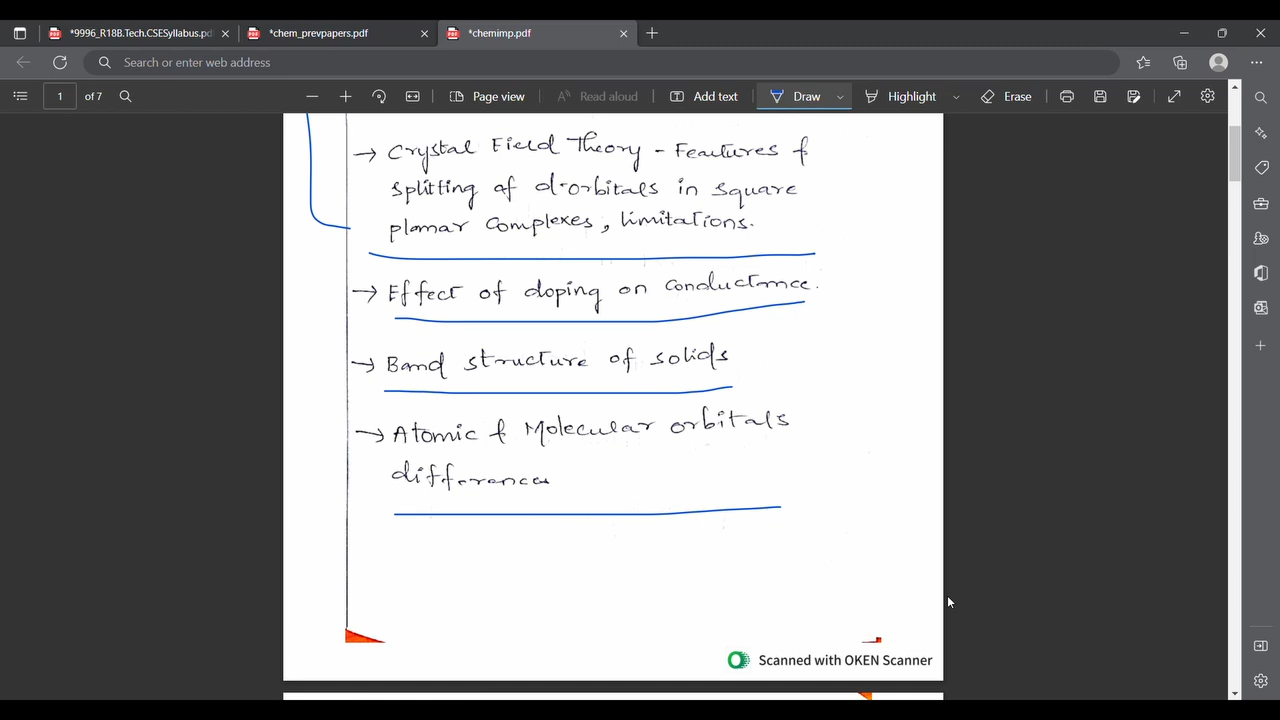 *9996_R18B.Tech.CSESyllabus.pd
*chem_prevpapers.pdf
*chemimp.pdf
Search or enter web address
1 of 7
Page view
Read aloud
Add text
Draw
Highlight
Erase
→ Crystal Field Theory - Features &
splitting of d-orbitals in square
planar complexes, limitations.
→ Effect of doping on conductance.
→ Band structure of solids
→ Atomic & Molecular orbitals
differences
Scanned with OKEN Scanner